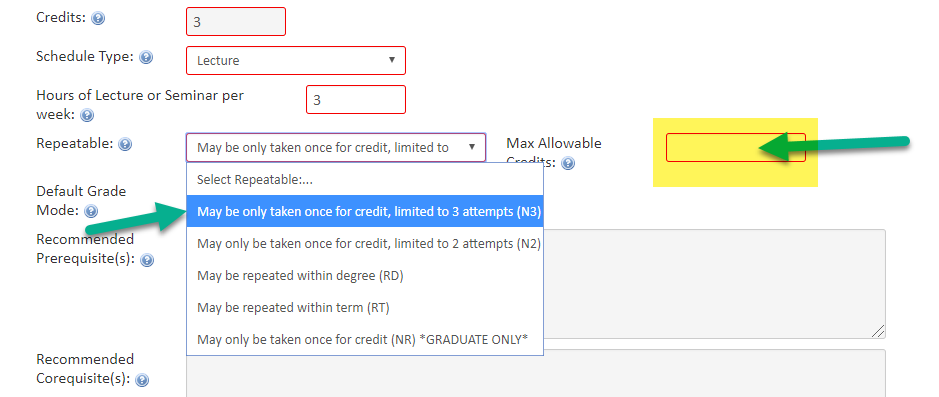 Credits:
3
Schedule Type:
Lecture
Hours of Lecture or Seminar per
week:
3
Repeatable:
May be only taken once for credit, limited to
Max Allowable
Credits:
Select Repeatable:...
May be only taken once for credit, limited to 3 attempts (N3)
May only be taken once for credit, limited to 2 attempts (N2)
May be repeated within degree (RD)
May be repeated within term (RT)
May only be taken once for credit (NR) *GRADUATE ONLY*
Default Grade
Mode:
Recommended
Prerequisite(s):
Recommended
Corequisite(s):